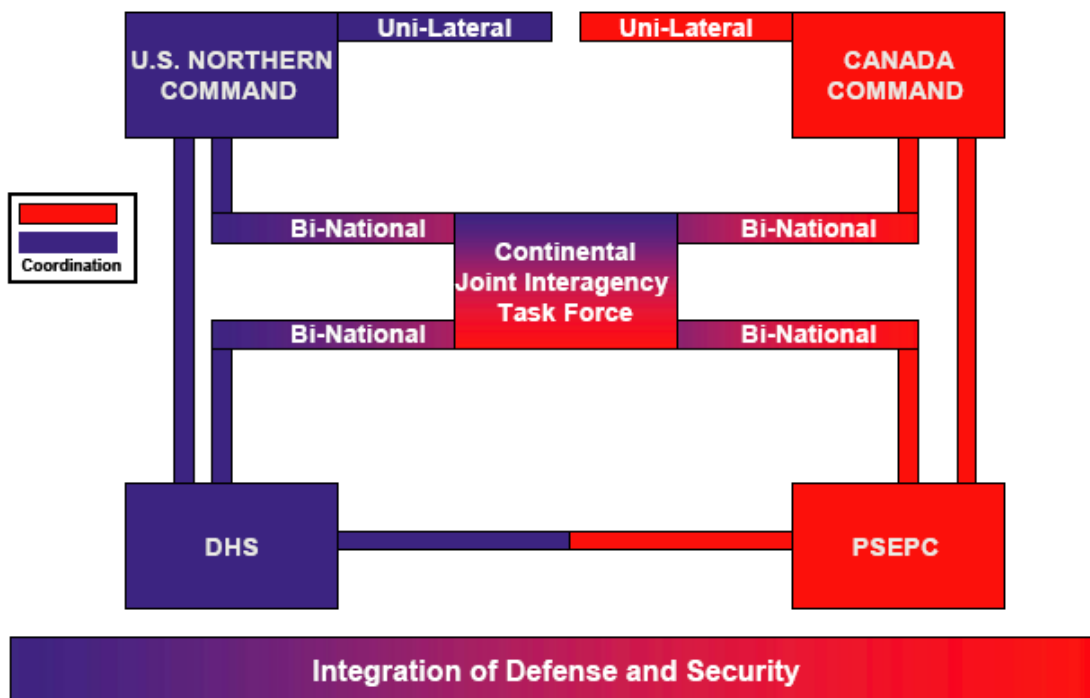 Uni-Lateral
Uni-Lateral
U.S. NORTHERN
COMMAND
CANADA
COMMAND
Coordination
Bi-National
Bi-National
Continental
Joint Interagency
Task Force
Bi-National
Bi-National
DHS
PSEPC
Integration of Defense and Security